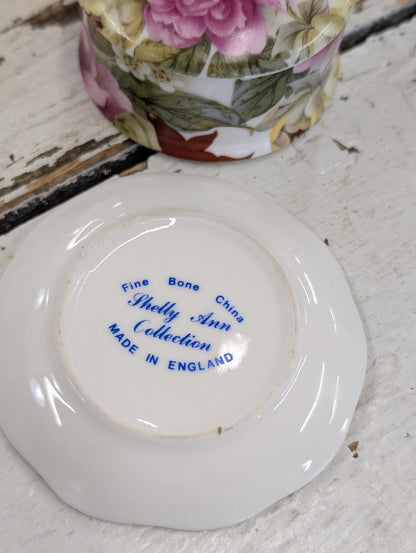 Fine Bone China
Shelly Ann
Collection
MADE IN ENGLAND